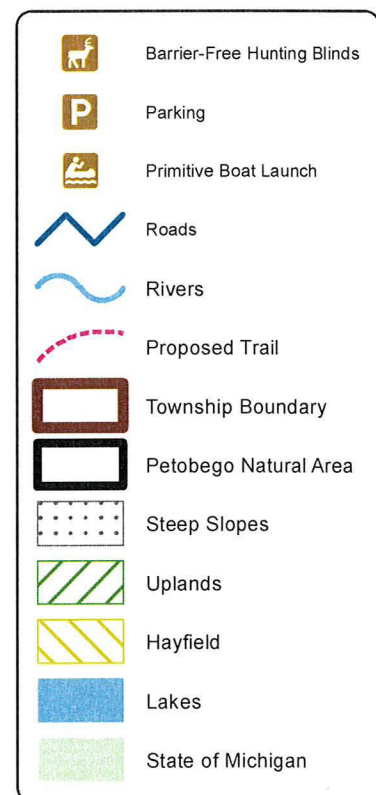 Barrier-Free Hunting Blinds
P
Parking
Primitive Boat Launch
Roads
Rivers
Proposed Trail
Township Boundary
Petobego Natural Area
Steep Slopes
Uplands
Hayfield
Lakes
State of Michigan